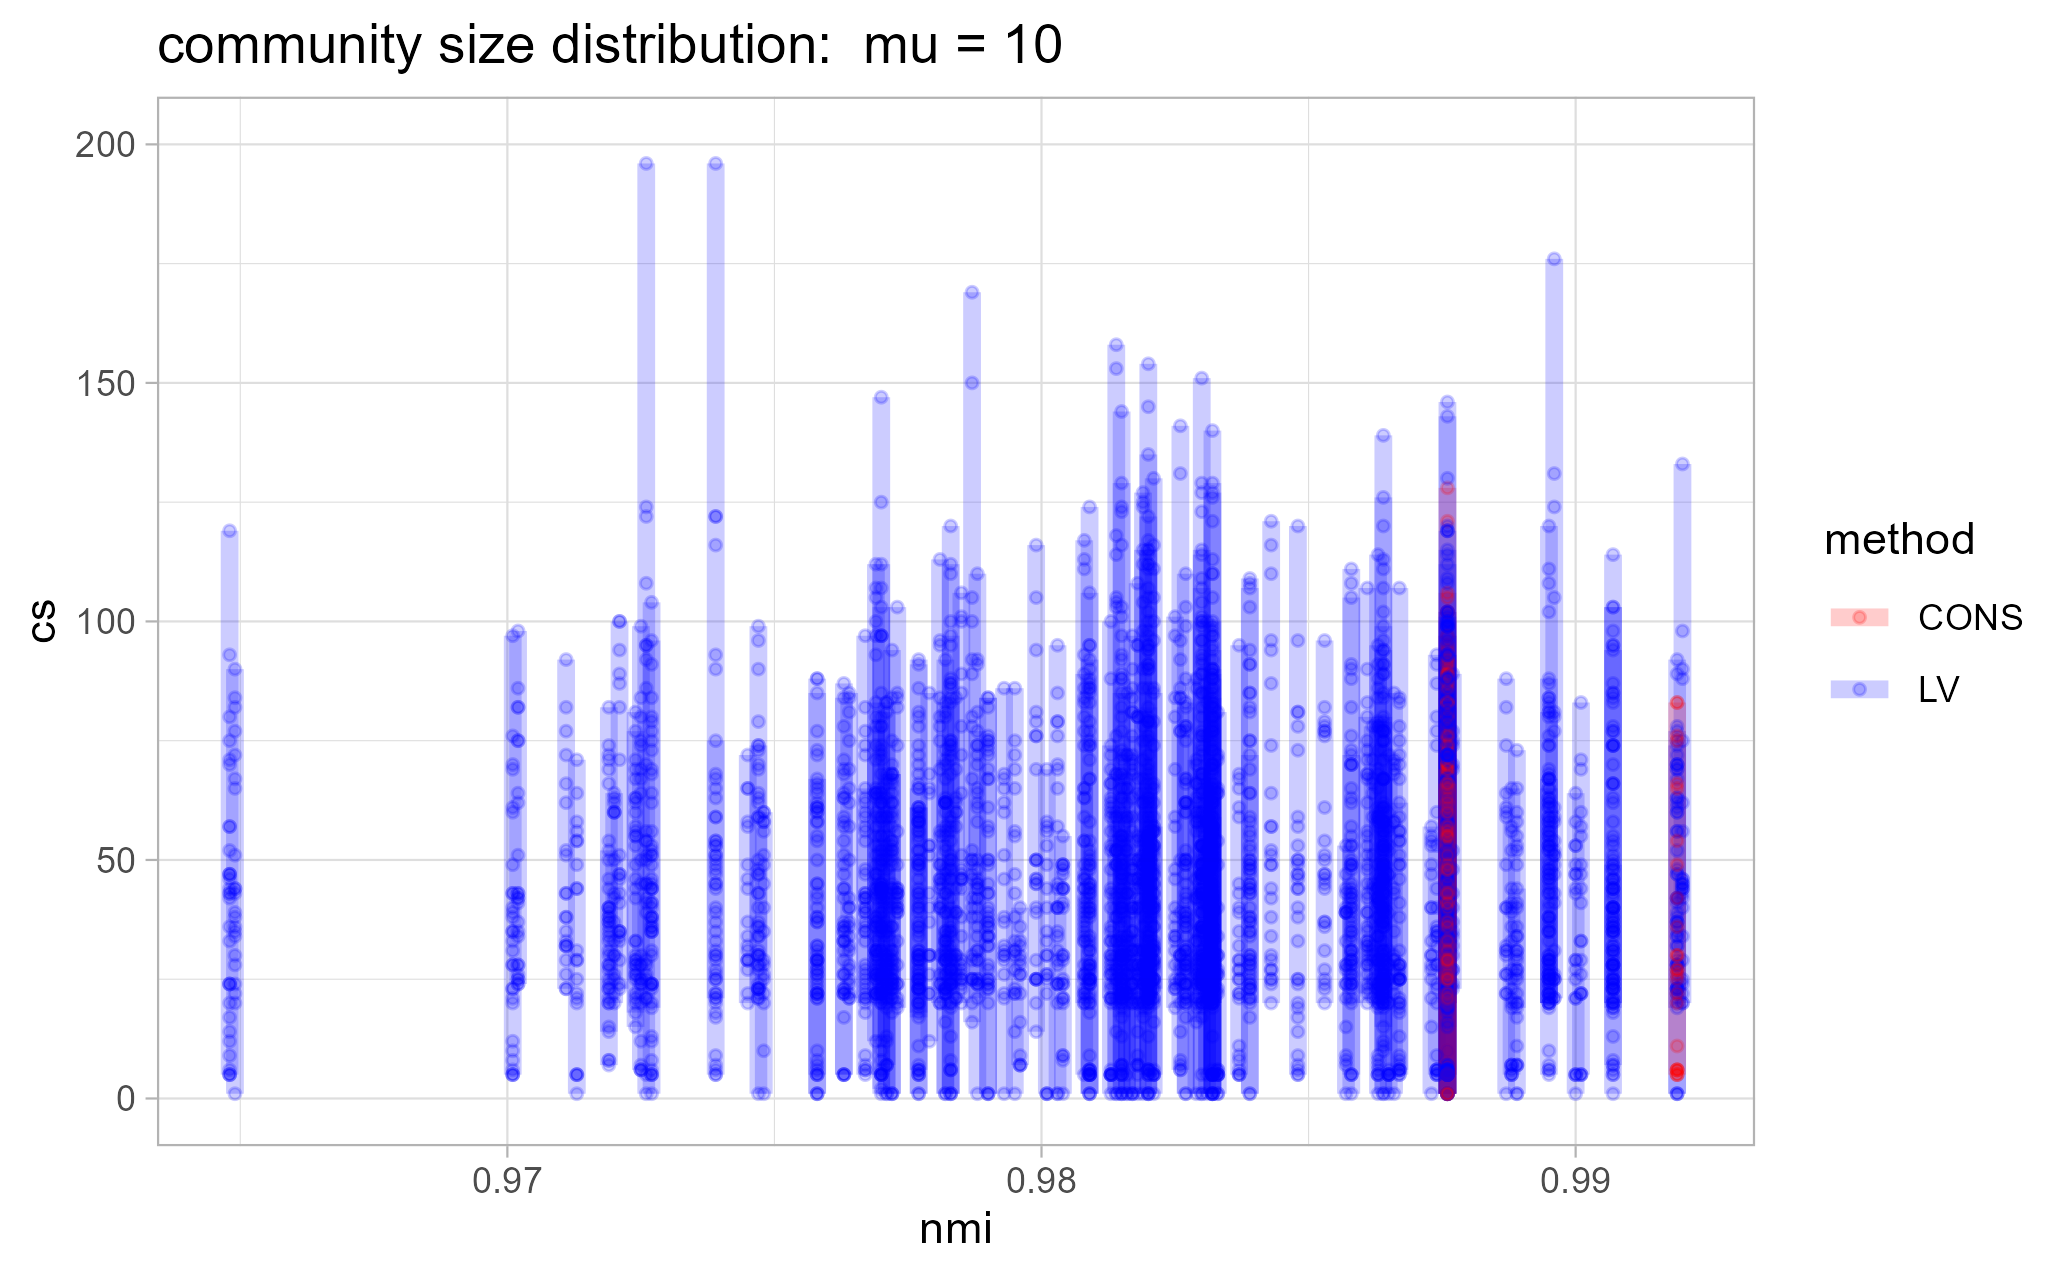 community size distribution:  mu = 10
200
150
100
50
0
cs
0.97
0.98
0.99
nmi
method
CONS
LV